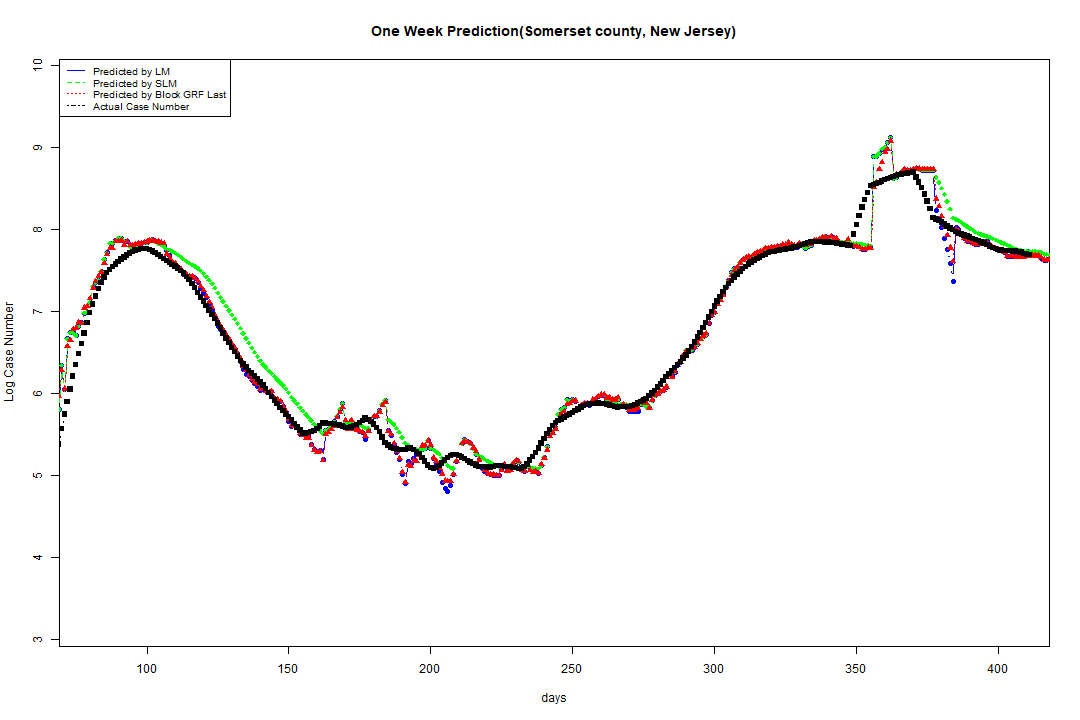 One Week Prediction(Somerset county, New Jersey)
Predicted by LM
Predicted by SLM
Predicted by Block GRF Last
Actual Case Number
Log Case Number
10
9
8
7
6
5
4
3
100 150 200 250 300 350 400
days